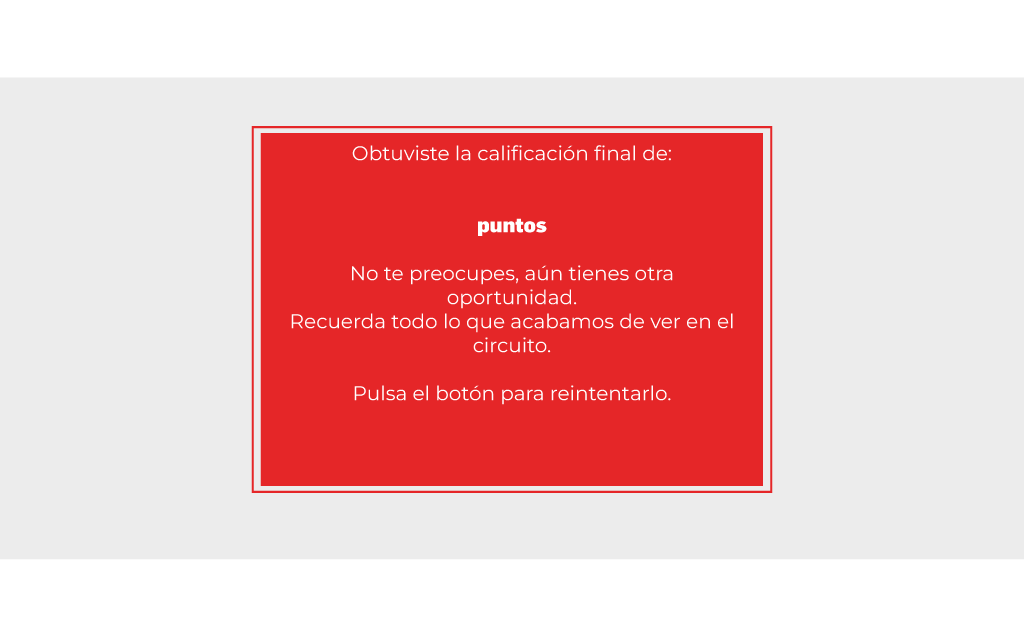 Obtuviste la calificación final de:
puntos
No te preocupes, aún tienes otra
oportunidad.
Recuerda todo lo que acabamos de ver en el
circuito.
Pulsa el botón para reintentarlo.